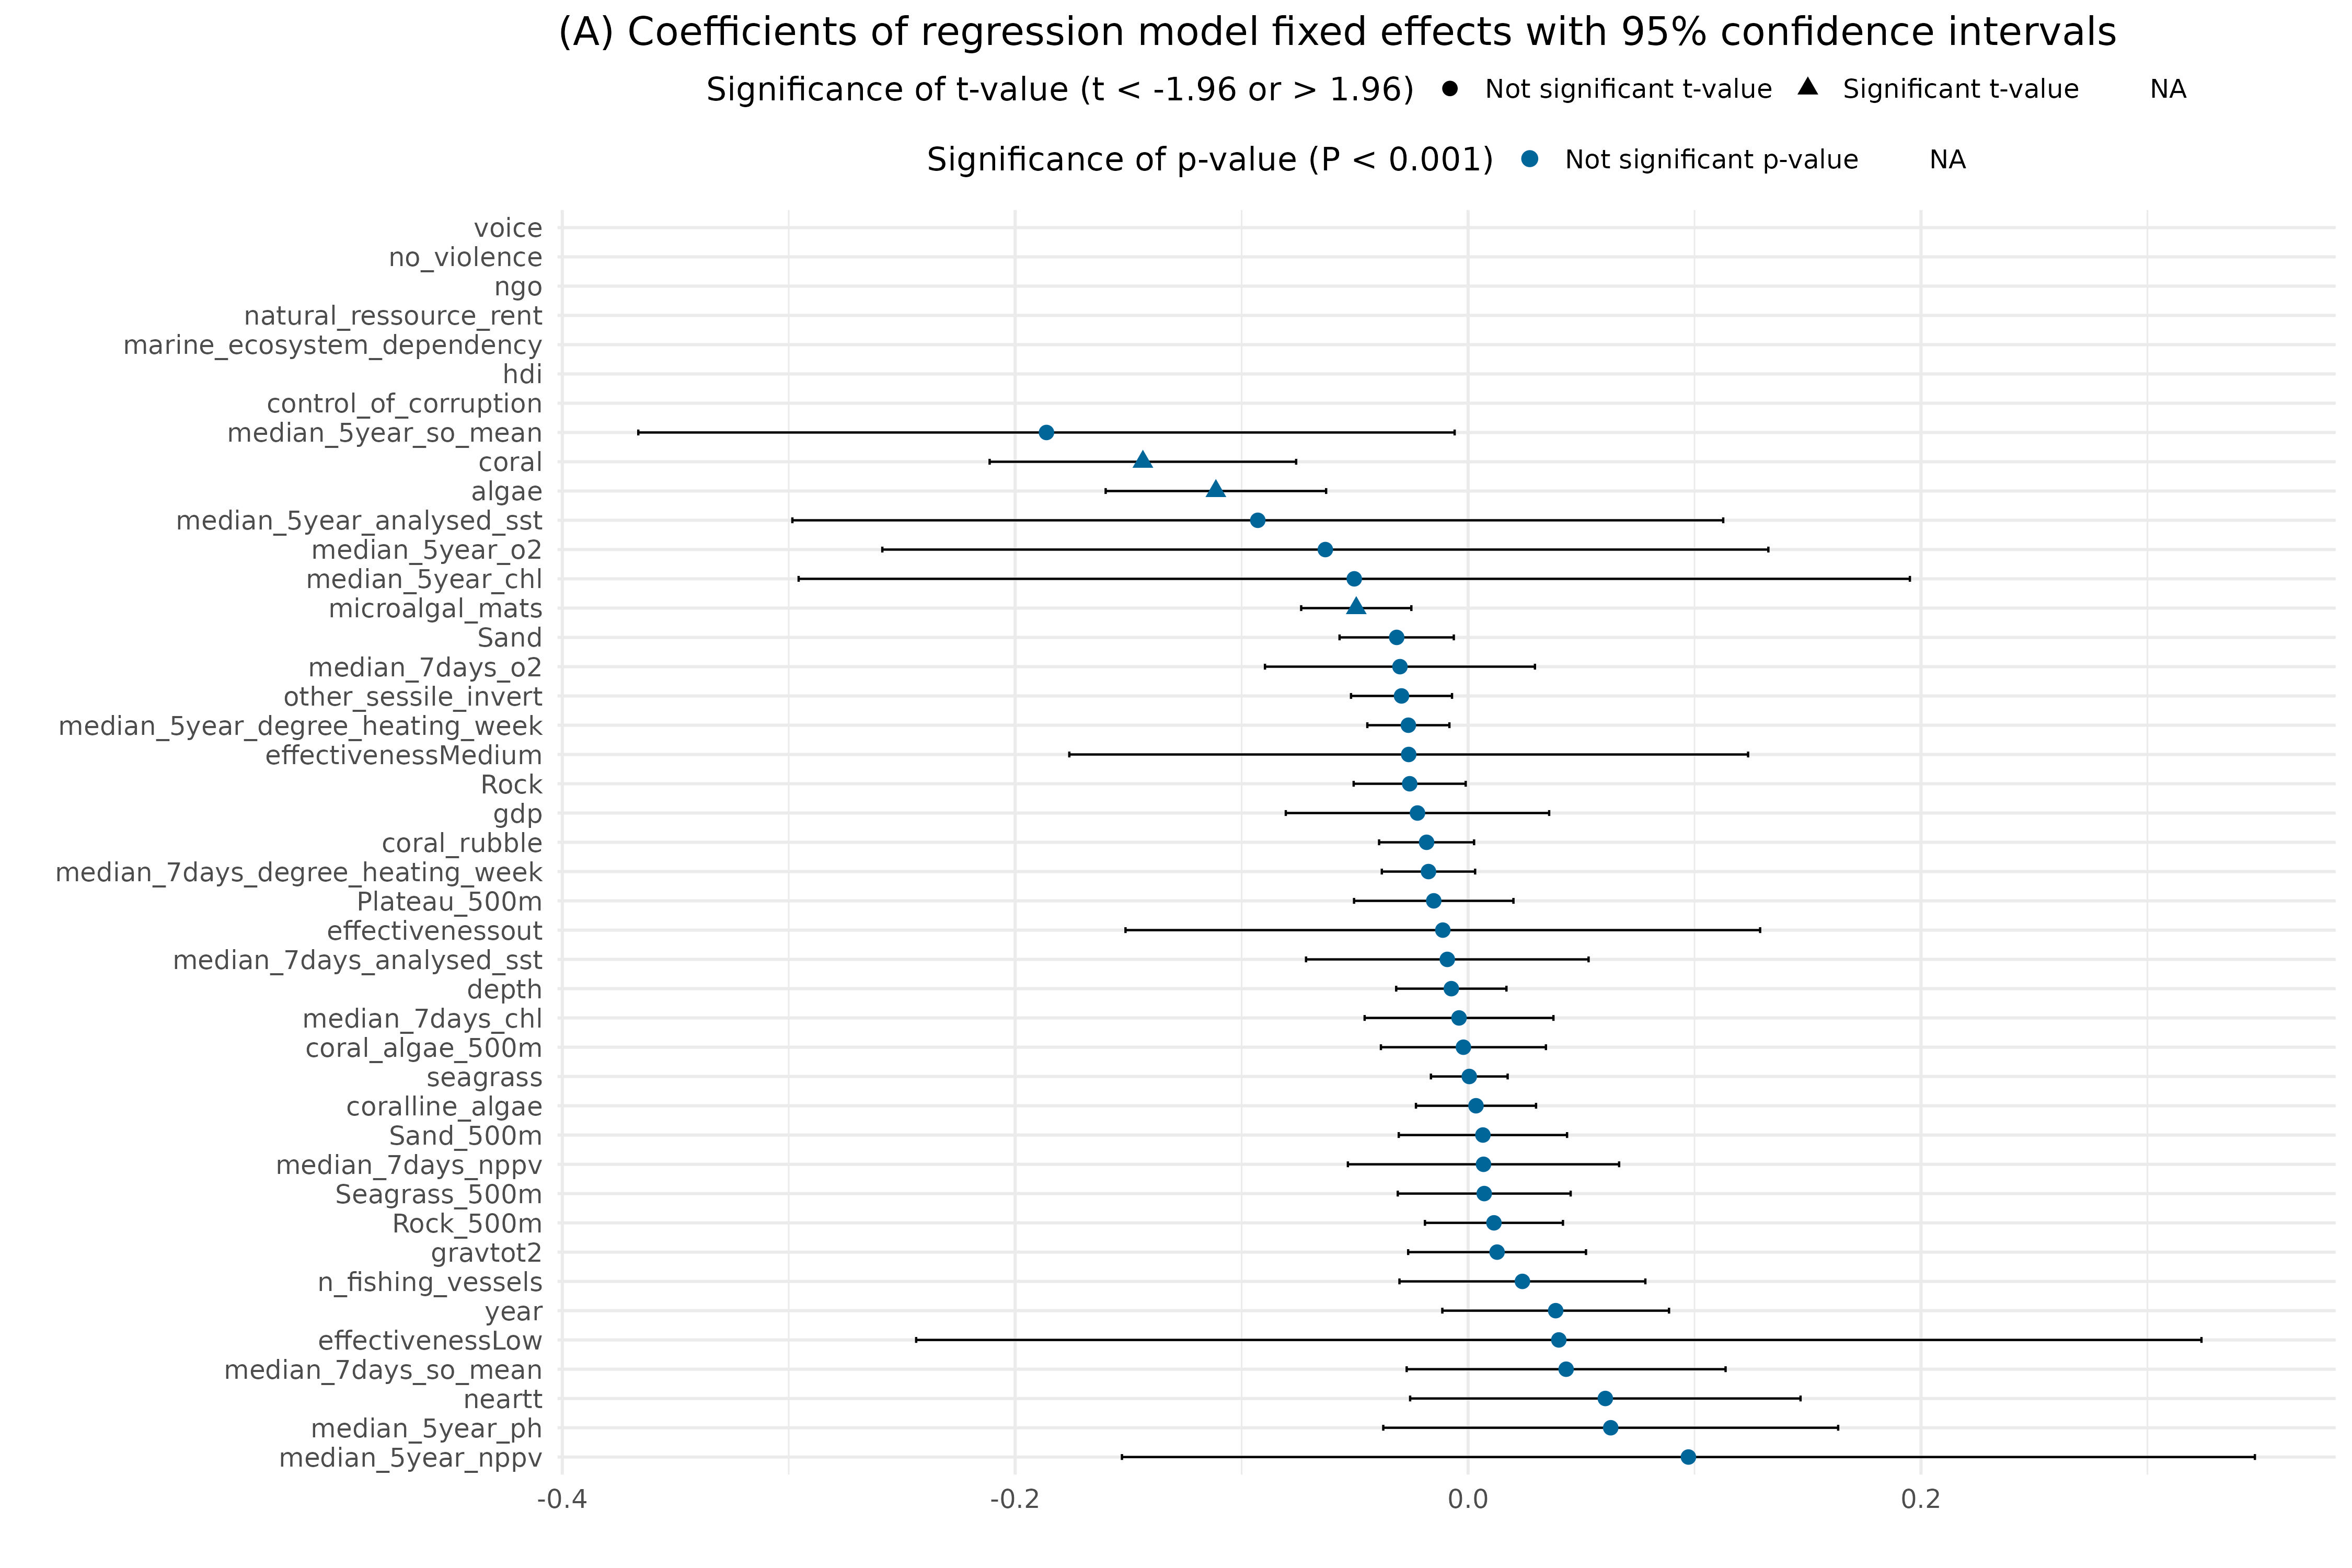 (A) Coefficients of regression model fixed effects with 95% confidence intervals
Significance of t-value (t < -1.96 or > 1.96) Not significant t-value Significant t-value NA
Significance of p-value (P < 0.001) Not significant p-value NA
voice
no_violence
ngo
natural_ressource_rent
marine_ecosystem_dependency
hdi
control_of_corruption
median_5year_so_mean
coral
algae
median_5year_analysed_sst
median_5year_o2
median_5year_chl
microalgal_mats
Sand
median_7days_o2
other_sessile_invert
median_5year_degree_heating_week
effectivenessMedium
Rock
gdp
coral_rubble
median_7days_degree_heating_week
Plateau_500m
effectivenessout
median_7days_analysed_sst
depth
median_7days_chl
coral_algae_500m
seagrass
coralline_algae
Sand_500m
median_7days_nppv
Seagrass_500m
Rock_500m
gravtot2
n_fishing_vessels
year
effectivenessLow
median_7days_so_mean
neartt
median_5year_ph
median_5year_nppv
-0.4 -0.2 0.0 0.2